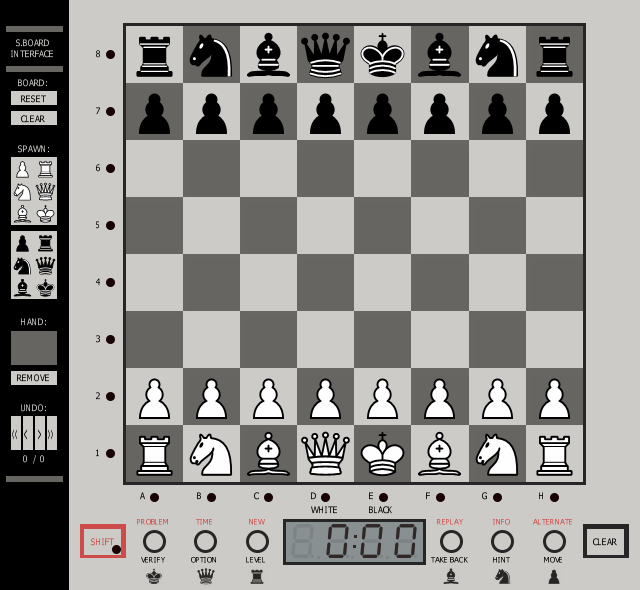 S.BOARD
INTERFACE
BOARD:
RESET
CLEAR
SPAWN:
HAND:
REMOVE
UNDO:
⟨⟨ ⟨ ⟩ ⟩⟩
0 / 0
8
7
6
5
4
3
2
1
A B C D E F G H
WHITE BLACK
SHIFT
PROBLEM TIME NEW
0:00
REPLAY INFO ALTERNATE
CLEAR
VERIFY OPTION LEVEL
TAKE BACK HINT MOVE